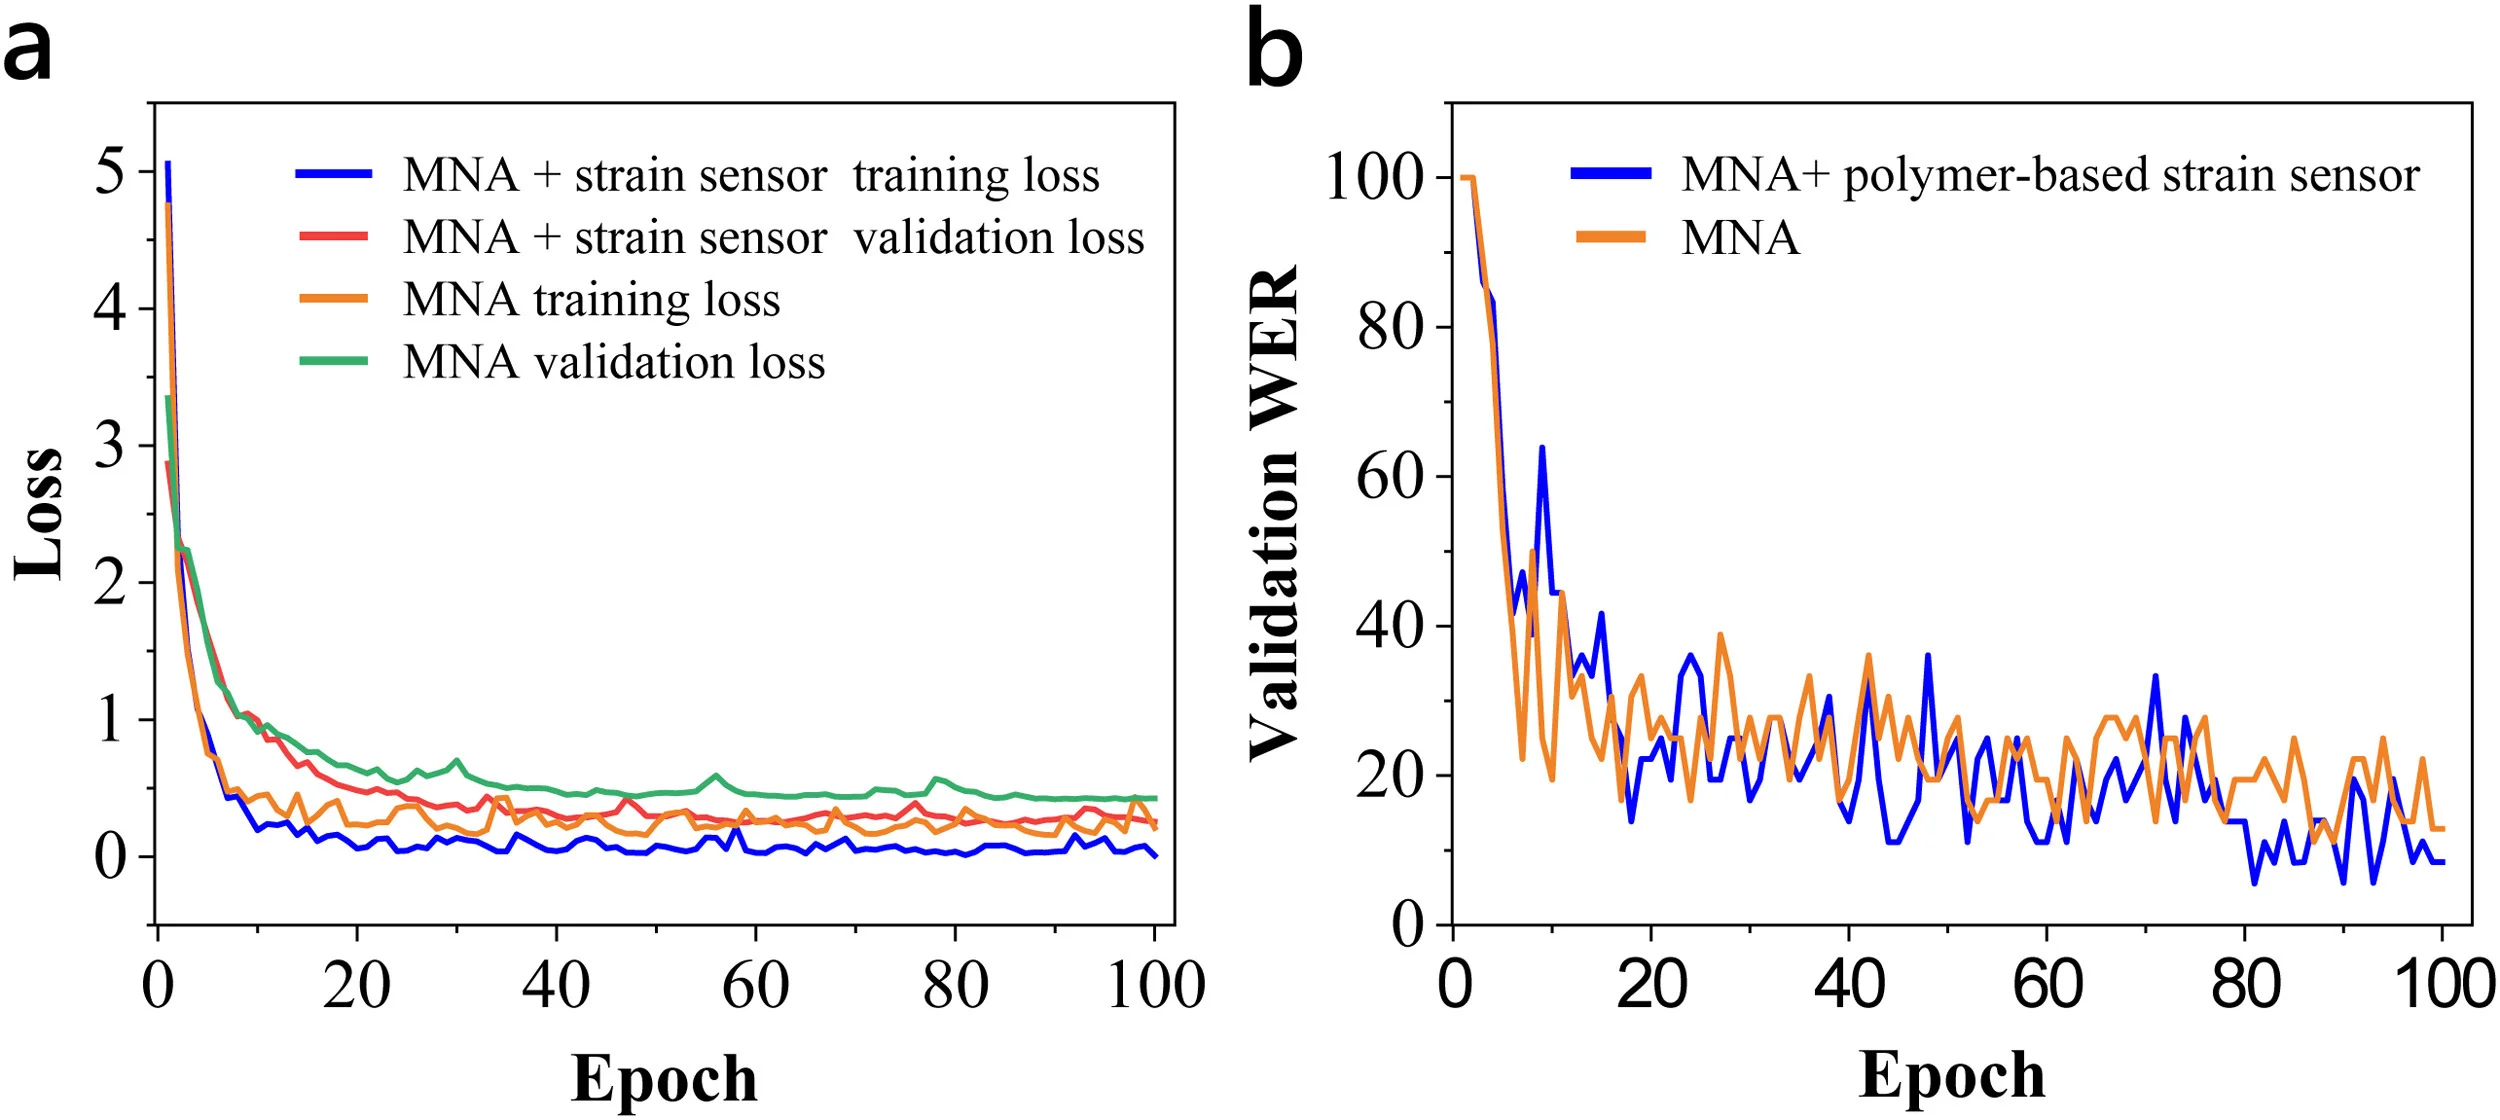 a
5
4
3
2
1
0
Loss
MNA + strain sensor training loss
MNA + strain sensor validation loss
MNA training loss
MNA validation loss
0 20 40 60 80 100
Epoch
b
100
80
60
40
20
0
Validation WER
MNA+ polymer-based strain sensor
MNA
0 20 40 60 80 100
Epoch